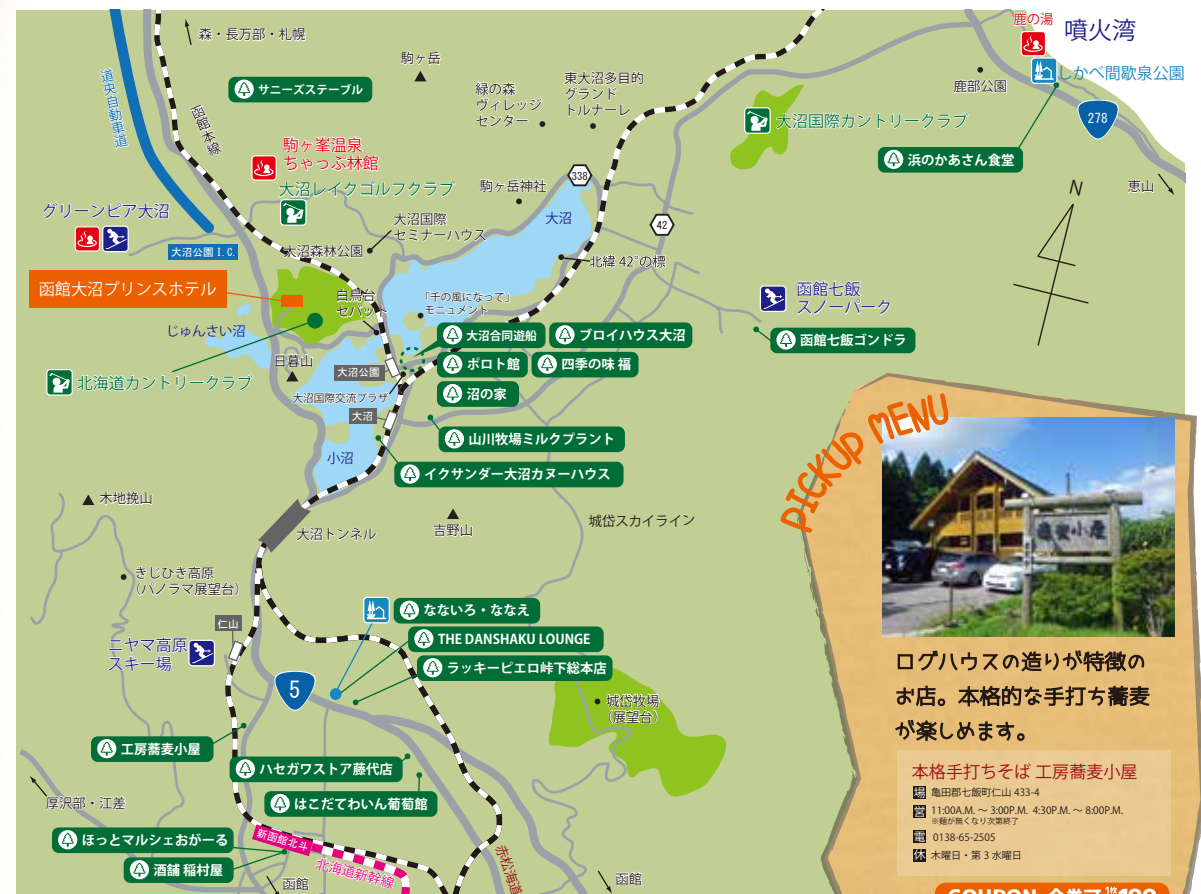 鹿の湯
噴火湾
森・長万部・札幌
駒ヶ岳
道央自動車道
函館本線
サニーズステーブル
緑の森
ヴィレッジ
センター
東大沼多目的
グランド
トルナーレ
しかべ間歇泉公園
鹿部公園
278
大沼国際カントリークラブ
浜のかあさん食堂
恵山
N
駒ヶ峯温泉
ちゃっぷ林館
大沼レイクゴルフクラブ
駒ヶ岳神社
338
42
グリーンピア大沼
大沼国際
セミナーハウス
大沼
大沼公園 I.C.
大沼森林公園
北緯 42°の標
函館大沼プリンスホテル
白鳥台
セバット
「千の風になって」
モニュメント
函館七飯
スノーパーク
じゅんさい沼
大沼合同遊船
ブロイハウス大沼
函館七飯ゴンドラ
日暮山
大沼公園
ポロト館
四季の味 福
北海道カントリークラブ
大沼国際交流プラザ
沼の家
大沼
山川牧場ミルクプラント
小沼
イクサンダー大沼カヌーハウス
木地挽山
大沼トンネル
吉野山
城岱スカイライン
きじひき高原
(パノラマ展望台)
なないろ・ななえ
仁山
THE DANSHAKU LOUNGE
ニヤマ高原
スキー場
ラッキーピエロ峠下総本店
5
城岱牧場
(展望台)
工房蕎麦小屋
ハセガワストア藤代店
はこだてわいん葡萄館
厚沢部・江差
ほっとマルシェおがーる
新函館北斗
酒舗 稲村屋
北海道新幹線
赤松海道
函館
函館
PICKUP MENU
蕎麦小屋
ログハウスの造りが特徴の
お店。本格的な手打ち蕎麦
が楽しめます。
本格手打ちそば 工房蕎麦小屋
場 亀田郡七飯町仁山 433-4
営 11:00A.M. ～ 3:00P.M. 4:30P.M. ～ 8:00P.M.
※麺が無くなり次第終了
電 0138-65-2505
休 木曜日・第 3 水曜日
COUPON